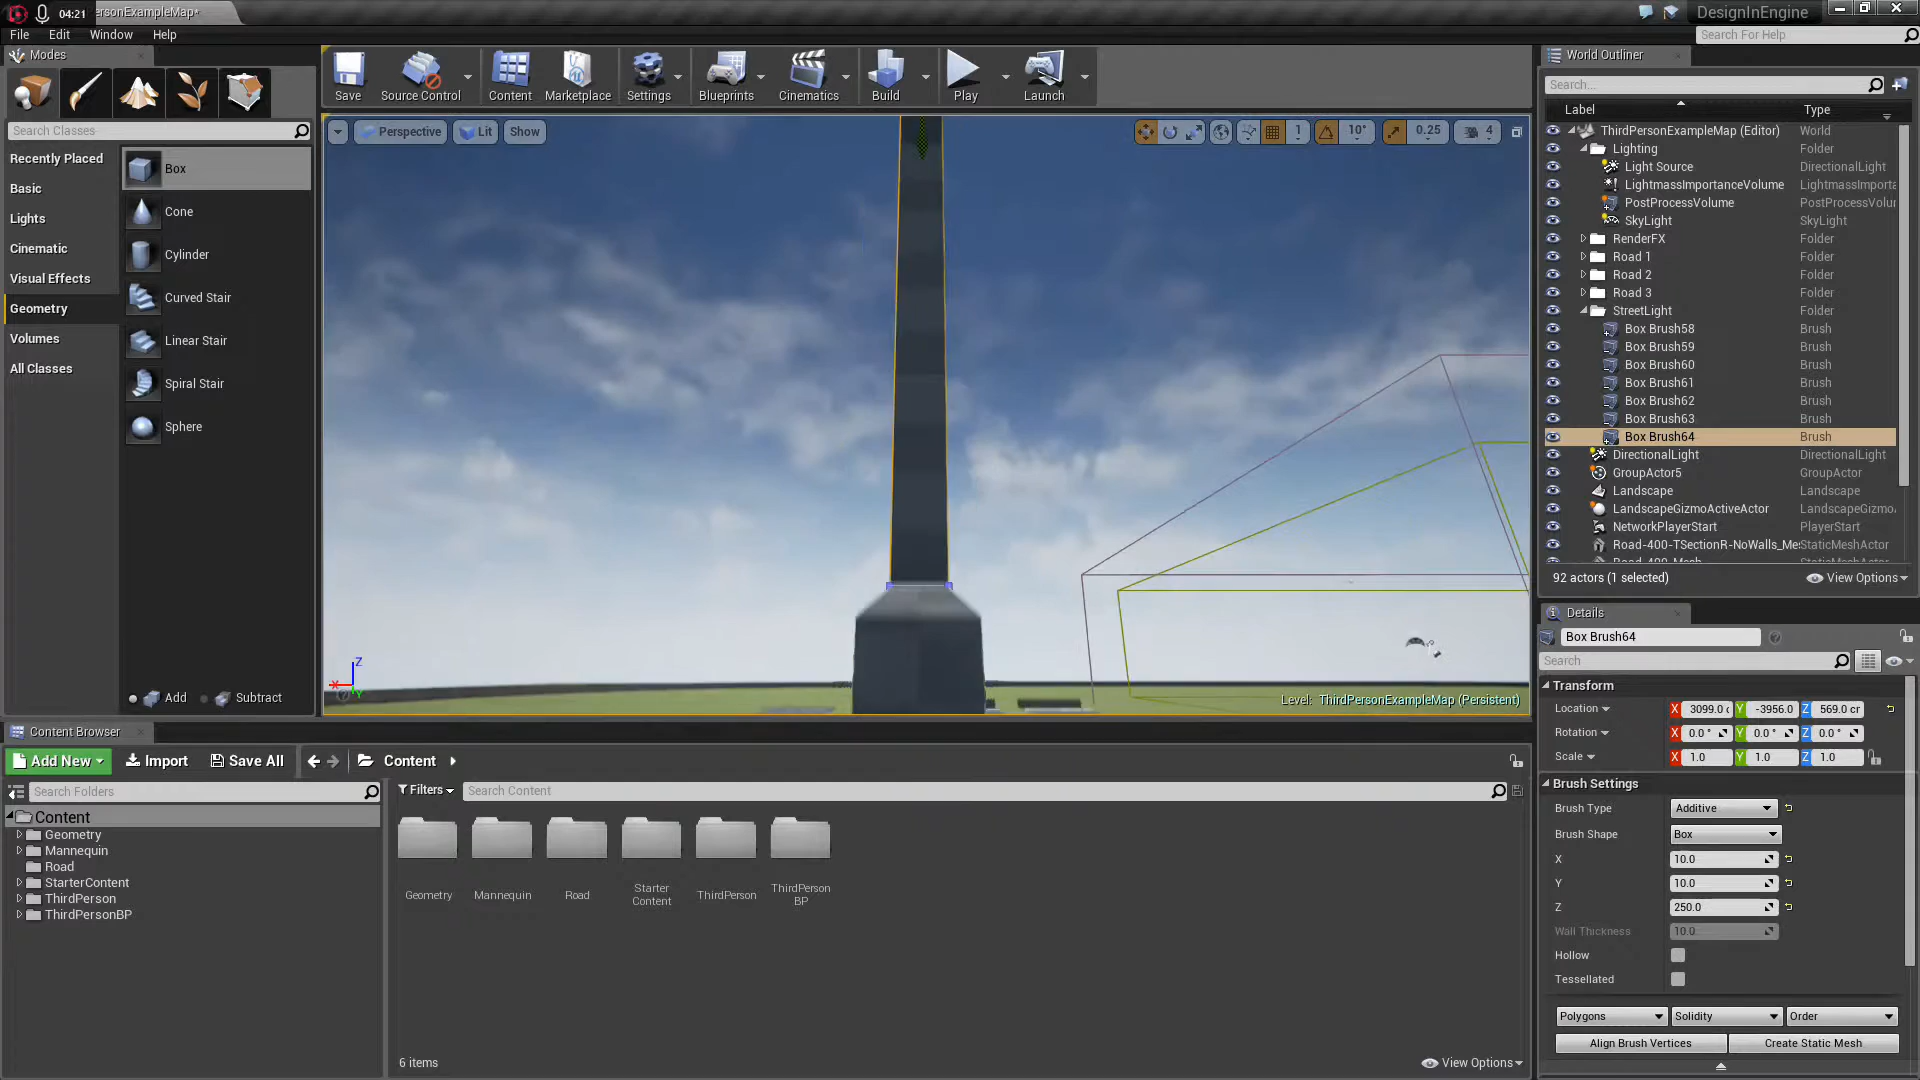 04:21
ersonExampleMap*
DesignInEngine
File Edit Window Help
Search For Help
Modes
Save
Source Control
Content
Marketplace
Settings
Blueprints
Cinematics
Build
Play
Launch
Search Classes
Recently Placed
Basic
Lights
Cinematic
Visual Effects
Geometry
Volumes
All Classes
Box
Cone
Cylinder
Curved Stair
Linear Stair
Spiral Stair
Sphere
Add
Subtract
Perspective
Lit
Show
1
10°
0.25
4
Z
X
Y
Level: ThirdPersonExampleMap (Persistent)
World Outliner
Search...
Label Type
ThirdPersonExampleMap (Editor) World
Lighting Folder
Light Source DirectionalLight
LightmassImportanceVolume LightmassImporta
PostProcessVolume PostProcessVolur
SkyLight SkyLight
RenderFX Folder
Road 1 Folder
Road 2 Folder
Road 3 Folder
StreetLight Folder
Box Brush58 Brush
Box Brush59 Brush
Box Brush60 Brush
Box Brush61 Brush
Box Brush62 Brush
Box Brush63 Brush
Box Brush64 Brush
DirectionalLight DirectionalLight
GroupActor5 GroupActor
Landscape Landscape
LandscapeGizmoActiveActor LandscapeGizmo
NetworkPlayerStart PlayerStart
Road-400-TSectionR-NoWalls_Me StaticMeshActor
92 actors (1 selected)
View Options
Details
Box Brush64
Search
Transform
Location X 3099.0 Y -3956.0 Z 569.0 cr
Rotation X 0.0 ° Y 0.0 ° Z 0.0 °
Scale X 1.0 Y 1.0 Z 1.0
Brush Settings
Brush Type Additive
Brush Shape Box
X 10.0
Y 10.0
Z 250.0
Wall Thickness 10.0
Hollow
Tessellated
Polygons Solidity Order
Align Brush Vertices Create Static Mesh
Content Browser
Add New Import Save All Content
Search Folders
Filters Search Content
Content
Geometry
Mannequin
Road
StarterContent
ThirdPerson
ThirdPersonBP
Geometry
Mannequin
Road
Starter
Content
ThirdPerson
ThirdPerson
BP
6 items
View Options